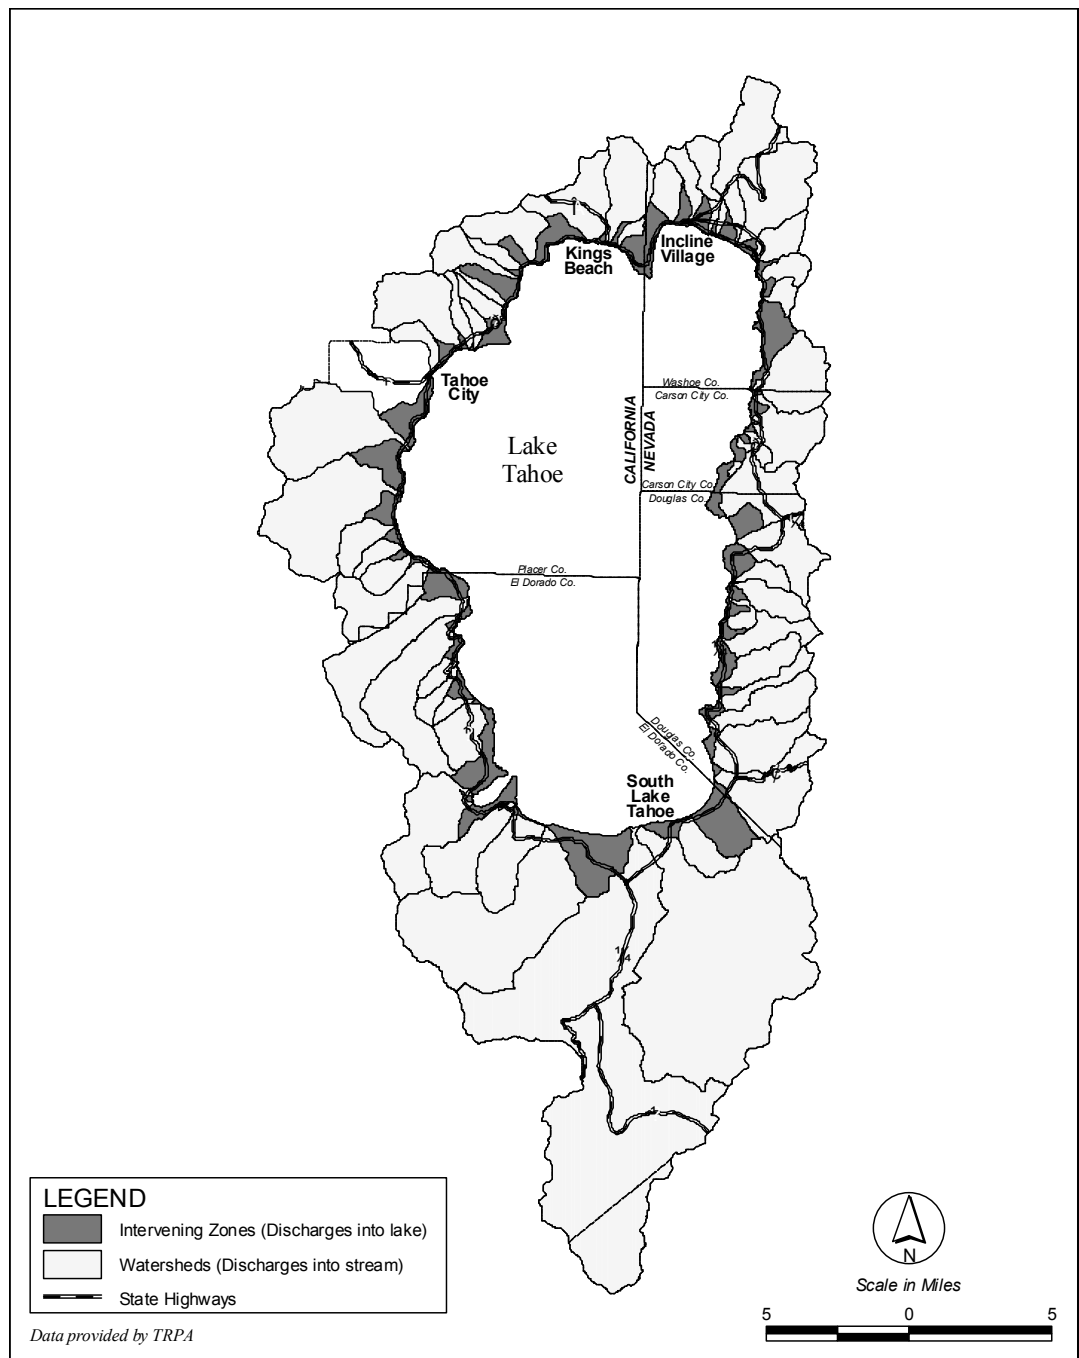 Kings
Beach
Incline
Village
Tahoe
City
Washoe Co.
Carson City Co.
CALIFORNIA
NEVADA
Lake
Tahoe
Carson City Co.
Douglas Co.
Placer Co.
El Dorado Co.
Douglas Co.
El Dorado Co.
South
Lake
Tahoe
LEGEND
Intervening Zones (Discharges into lake)
Watersheds (Discharges into stream)
State Highways
Data provided by TRPA
N
Scale in Miles
5 0 5